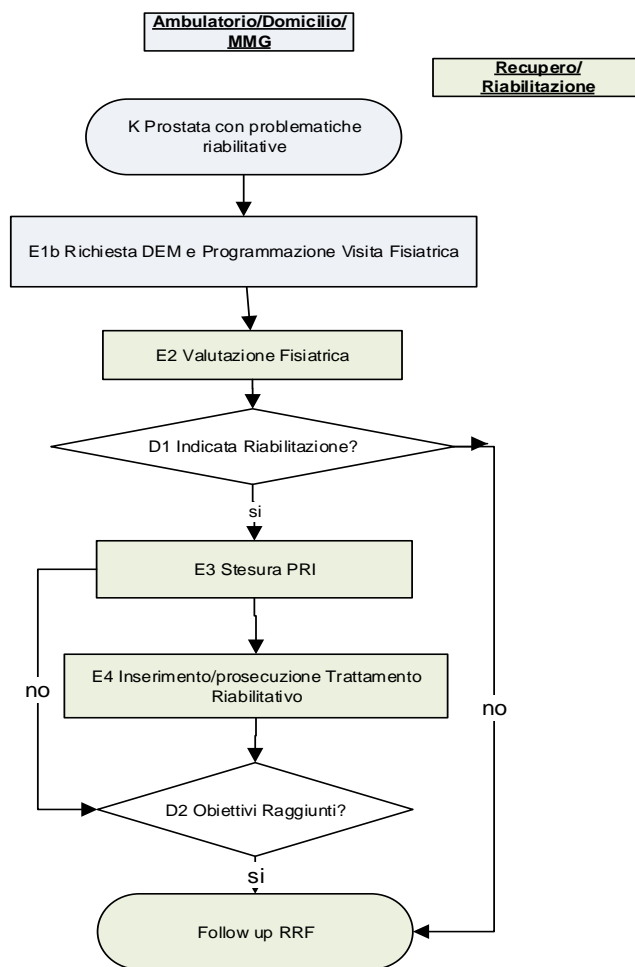 Ambulatorio/Domicilio/
MMG
Recupero/
Riabilitazione
K Prostata con problematiche
riabilitative
E1b Richiesta DEM e Programmazione Visita Fisiatrica
E2 Valutazione Fisiatrica
D1 Indicata Riabilitazione?
si
E3 Stesura PRI
E4 Inserimento/prosecuzione Trattamento
Riabilitativo
no
no
D2 Obiettivi Raggiunti?
si
Follow up RRF